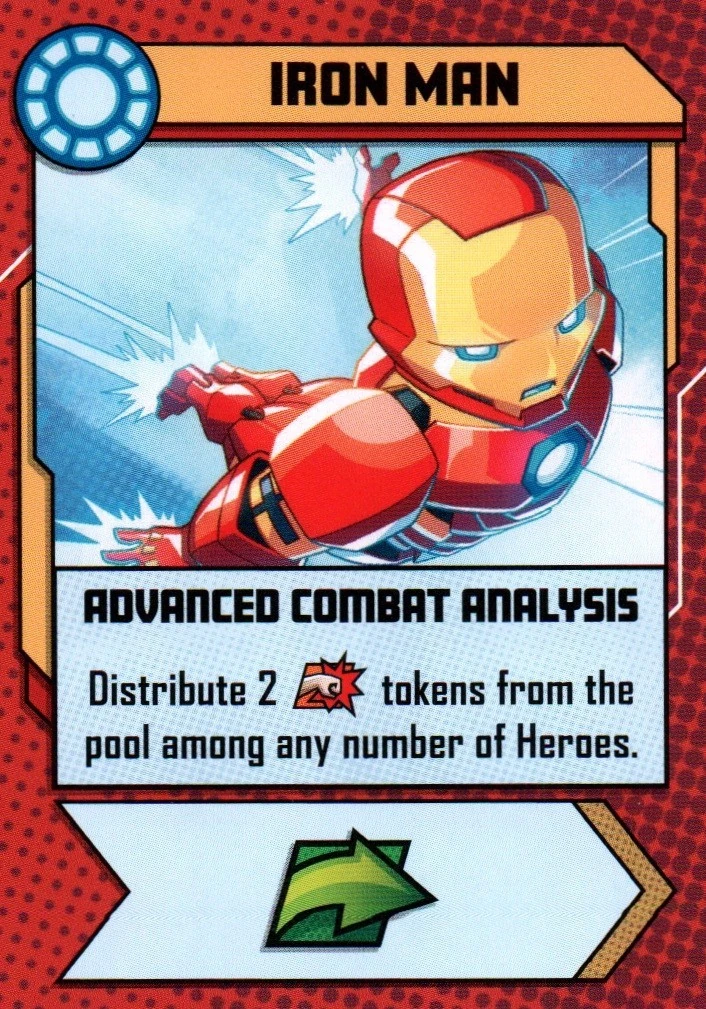 IRON MAN
ADVANCED COMBAT ANALYSIS
Distribute 2 tokens from the
pool among any number of Heroes.